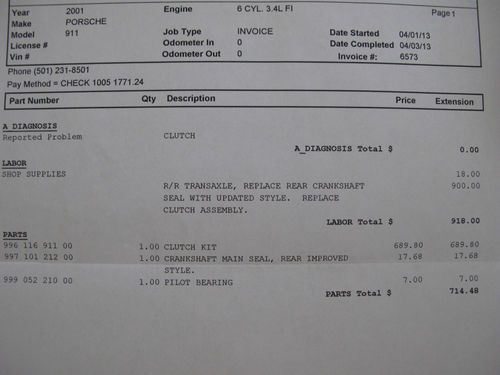 Year 2001 Engine 6 CYL. 3.4L FI Page 1
Make PORSCHE
Model 911 Job Type INVOICE Date Started 04/01/13
License # Odometer In 0 Date Completed 04/03/13
Vin # Odometer Out 0 Invoice #: 6573
Phone (501) 231-8501
Pay Method = CHECK 1005 1771.24
Part Number Qty Description Price Extension
A DIAGNOSIS
Reported Problem CLUTCH
A_DIAGNOSIS Total $ 0.00
LABOR
SHOP SUPPLIES 18.00
R/R TRANSAXLE, REPLACE REAR CRANKSHAFT 900.00
SEAL WITH UPDATED STYLE. REPLACE
CLUTCH ASSEMBLY.
LABOR Total $ 918.00
PARTS
996 116 911 00 1.00 CLUTCH KIT 689.80 689.80
997 101 212 00 1.00 CRANKSHAFT MAIN SEAL, REAR IMPROVED 17.68 17.68
STYLE.
999 052 210 00 1.00 PILOT BEARING 7.00 7.00
PARTS Total $ 714.48